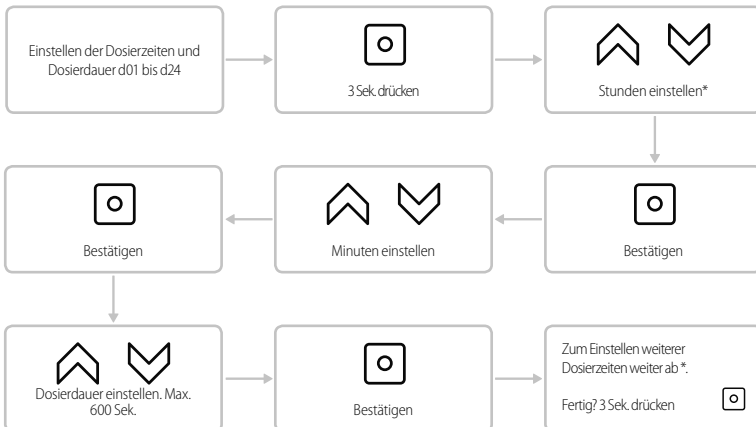 Einstellen der Dosierzeiten und
Dosierdauer d01 bis d24
3 Sek. drücken
Stunden einstellen*
Bestätigen
Minuten einstellen
Bestätigen
Dosierdauer einstellen. Max.
600 Sek.
Bestätigen
Zum Einstellen weiterer
Dosierzeiten weiter ab *.
Fertig? 3 Sek. drücken